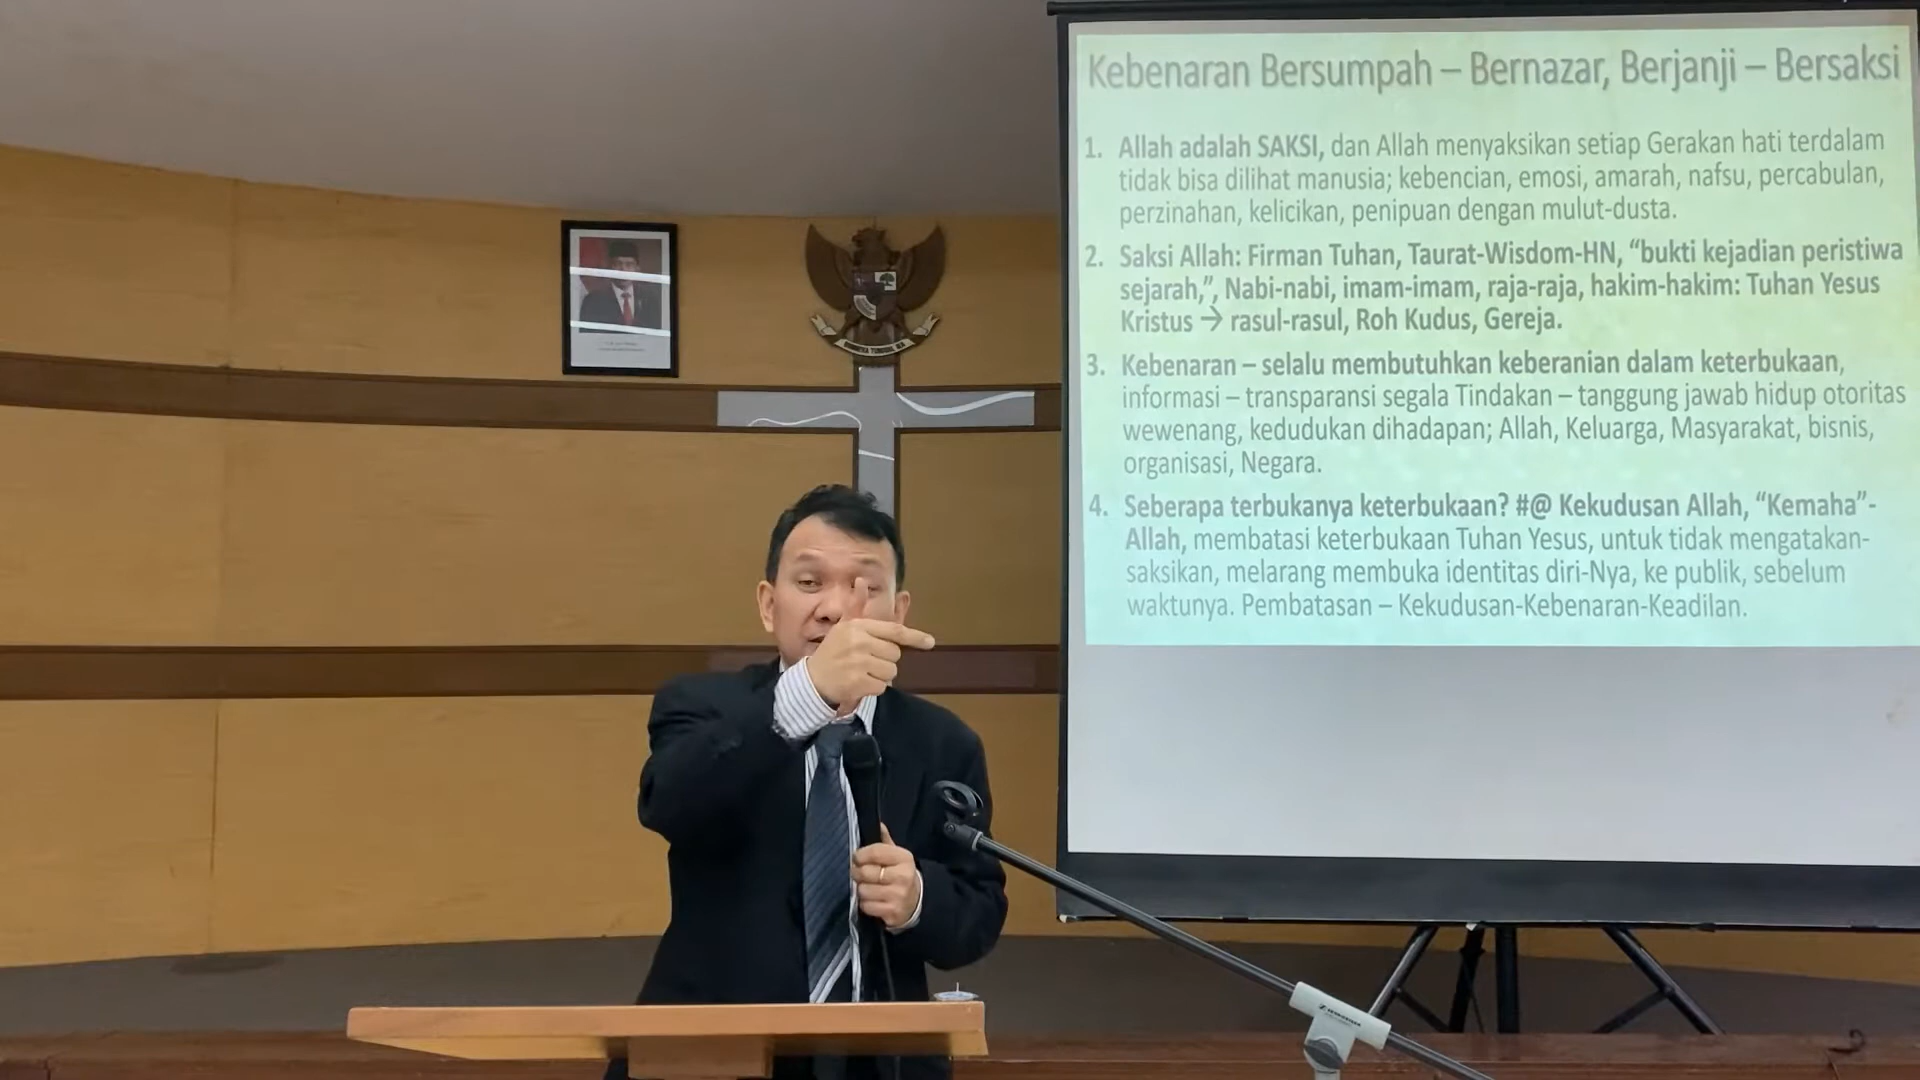 Kebenaran Bersumpah – Bernazar, Berjanji – Bersaksi
1. Allah adalah SAKSI, dan Allah menyaksikan setiap Gerakan hati terdalam
tidak bisa dilihat manusia; kebencian, emosi, amarah, nafsu, percabulan,
perzinahan, kelicikan, penipuan dengan mulut-dusta.
2. Saksi Allah: Firman Tuhan, Taurat-Wisdom-HN, “bukti kejadian peristiwa
sejarah,”, Nabi-nabi, imam-imam, raja-raja, hakim-hakim: Tuhan Yesus
Kristus → rasul-rasul, Roh Kudus, Gereja.
3. Kebenaran – selalu membutuhkan keberanian dalam keterbukaan,
informasi – transparansi segala Tindakan – tanggung jawab hidup otoritas
wewenang, kedudukan dihadapan; Allah, Keluarga, Masyarakat, bisnis,
organisasi, Negara.
4. Seberapa terbukanya keterbukaan? #@ Kekudusan Allah, “Kemaha”-
Allah, membatasi keterbukaan Tuhan Yesus, untuk tidak mengatakan-
saksikan, melarang membuka identitas diri-Nya, ke publik, sebelum
waktunya. Pembatasan – Kekudusan-Kebenaran-Keadilan.